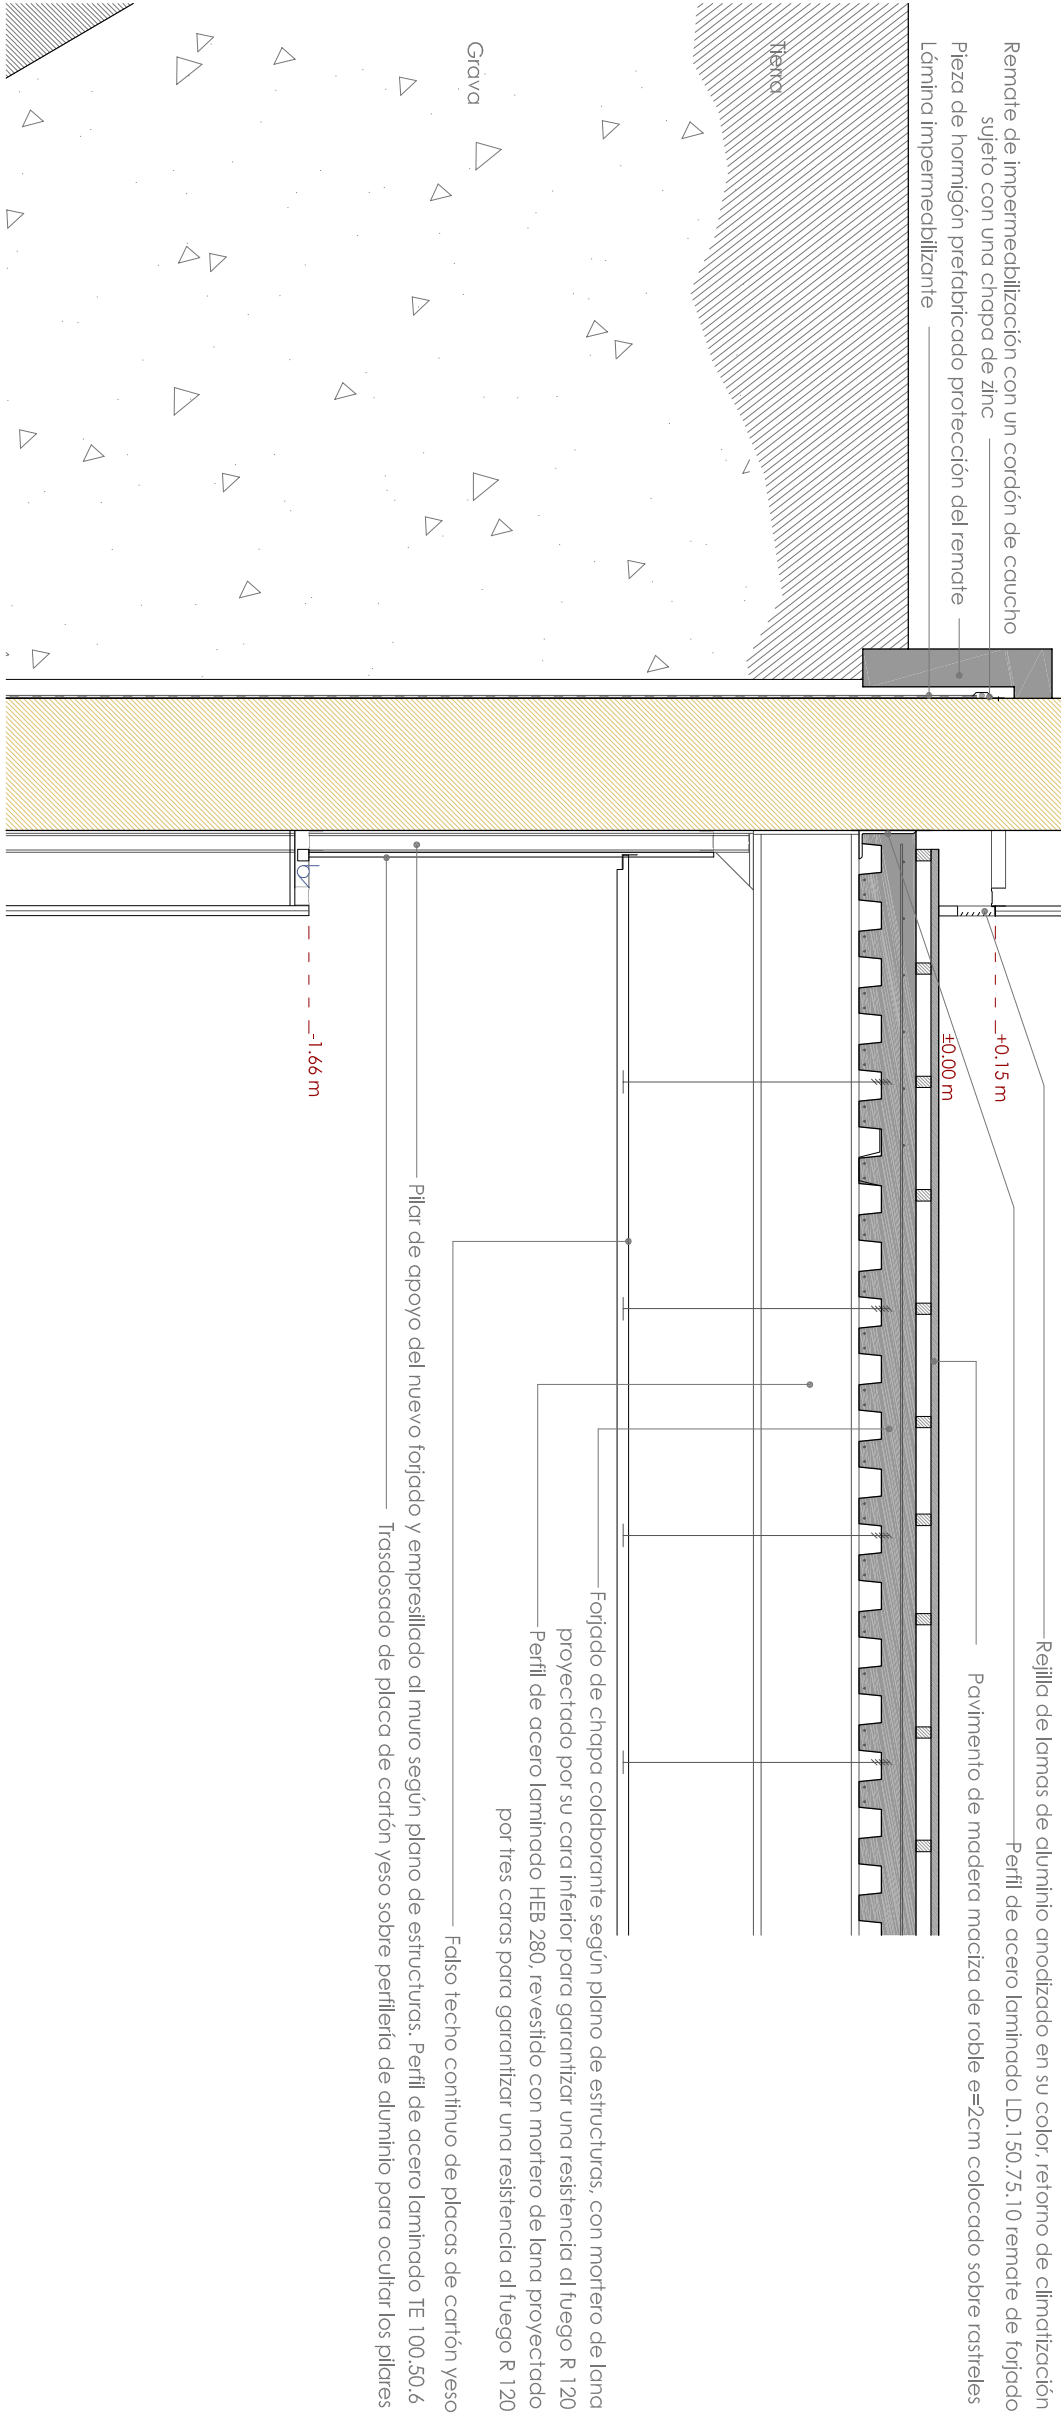 Remate de impermeabilización con un cordón de caucho
sujeto con una chapa de zinc
Pieza de hormigón prefabricado protección del remate
Lámina impermeabilizante
Tierra
Grava
+0.15 m
±0.00 m
-1.66 m
Rejilla de lamas de aluminio anodizado en su color, retorno de climatización
Perfil de acero laminado LD.150.75.10 remate de forjado
Pavimento de madera maciza de roble e=2cm colocado sobre rastreles
Forjado de chapa colaborante según plano de estructuras, con mortero de lana
proyectado por su cara inferior para garantizar una resistencia al fuego R 120
Perfil de acero laminado HEB 280, revestido con mortero de lana proyectado
por tres caras para garantizar una resistencia al fuego R 120
Falso techo continuo de placas de cartón yeso
Pilar de apoyo del nuevo forjado y empresillado al muro según plano de estructuras. Perfil de acero laminado TE 100.50.6
Trasdosado de placa de cartón yeso sobre perfilería de aluminio para ocultar los pilares